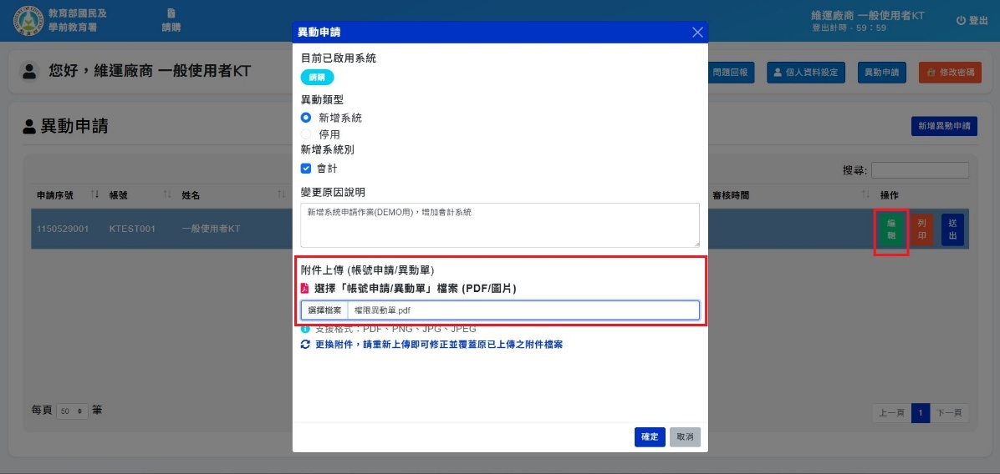 教育部國民及
學前教育署
請購
維運廠商 一般使用者KT
登出計時 - 59：59
登出
您好，維運廠商 一般使用者KT
問題回報
個人資料設定
異動申請
修改密碼
異動申請
新增異動申請
搜尋:
申請序號
帳號
姓名
審核時間
操作
1150529001
KTEST001
一般使用者KT
編輯
列印
送出
每頁 50 筆
上一頁
1
下一頁
異動申請
目前已啟用系統
請購
異動類型
新增系統
停用
新增系統別
會計
變更原因說明
新增系統申請作業(DEMO用)，增加會計系統
附件上傳 (帳號申請/異動單)
選擇「帳號申請/異動單」檔案 (PDF/圖片)
選擇檔案
權限異動單.pdf
支援格式：PDF、PNG、JPG、JPEG
更換附件，請重新上傳即可修正並覆蓋原已上傳之附件檔案
確定
取消